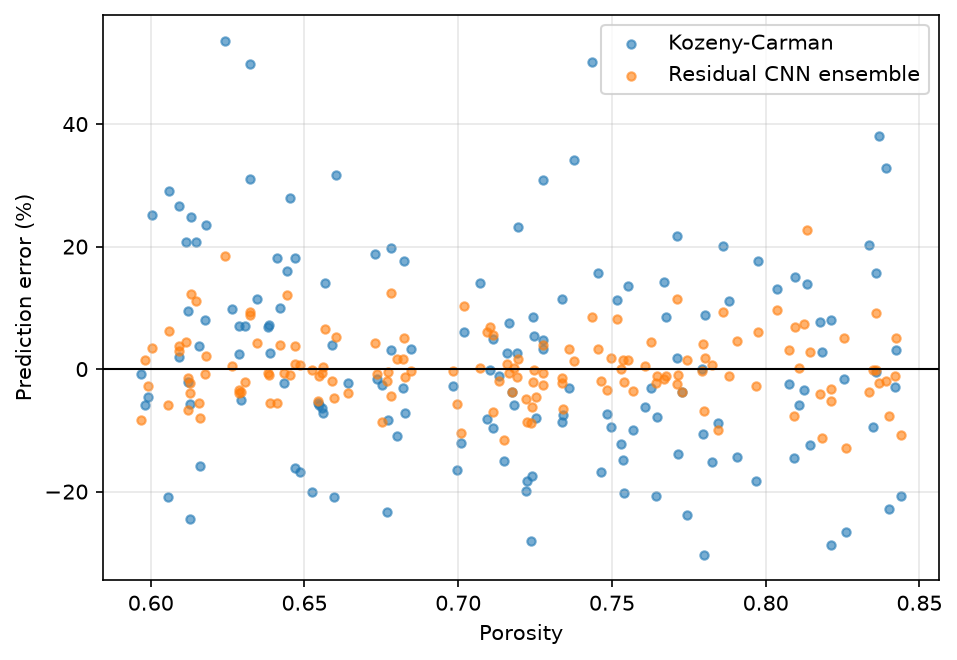 Kozeny-Carman
Residual CNN ensemble
Prediction error (%)
40
20
0
−20
0.60 0.65 0.70 0.75 0.80 0.85
Porosity